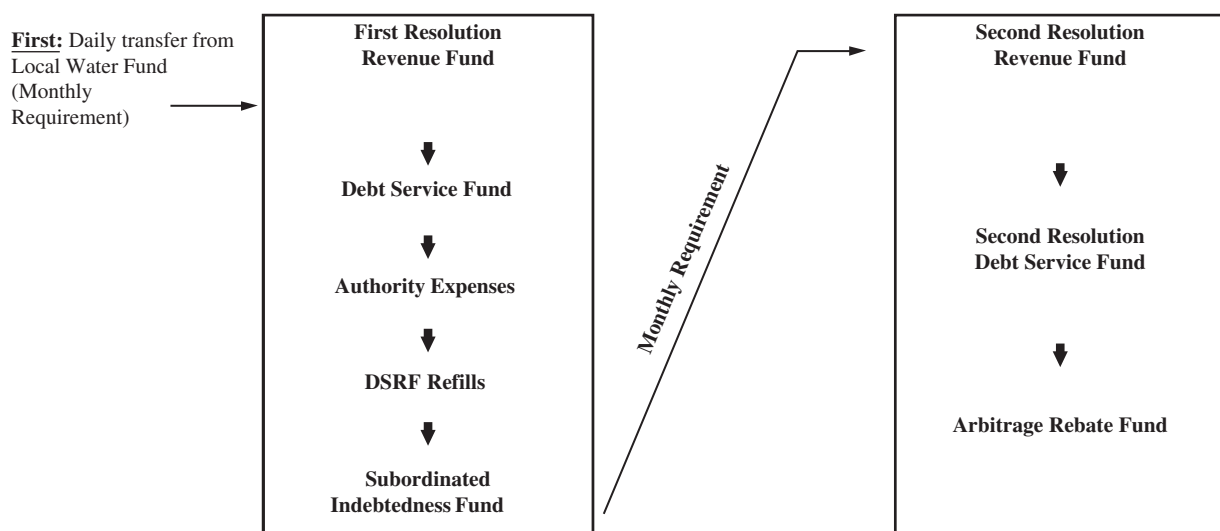 First: Daily transfer from
Local Water Fund
(Monthly
Requirement)
First Resolution
Revenue Fund
Debt Service Fund
Authority Expenses
DSRF Refills
Subordinated
Indebtedness Fund
Monthly Requirement
Second Resolution
Revenue Fund
Second Resolution
Debt Service Fund
Arbitrage Rebate Fund